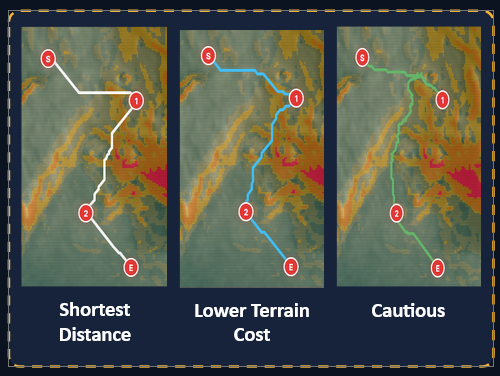 S
1
2
E
S
1
2
E
S
1
2
E
Shortest
Distance
Lower Terrain
Cost
Cautious